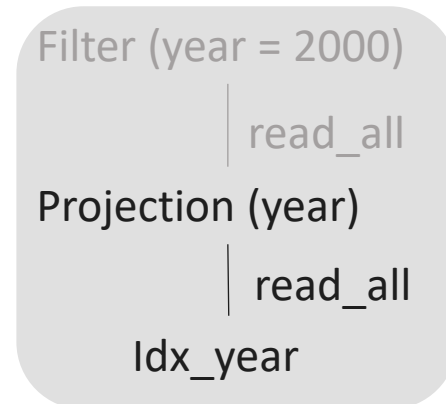 Filter (year = 2000)
read_all
Projection (year)
read_all
Idx_year